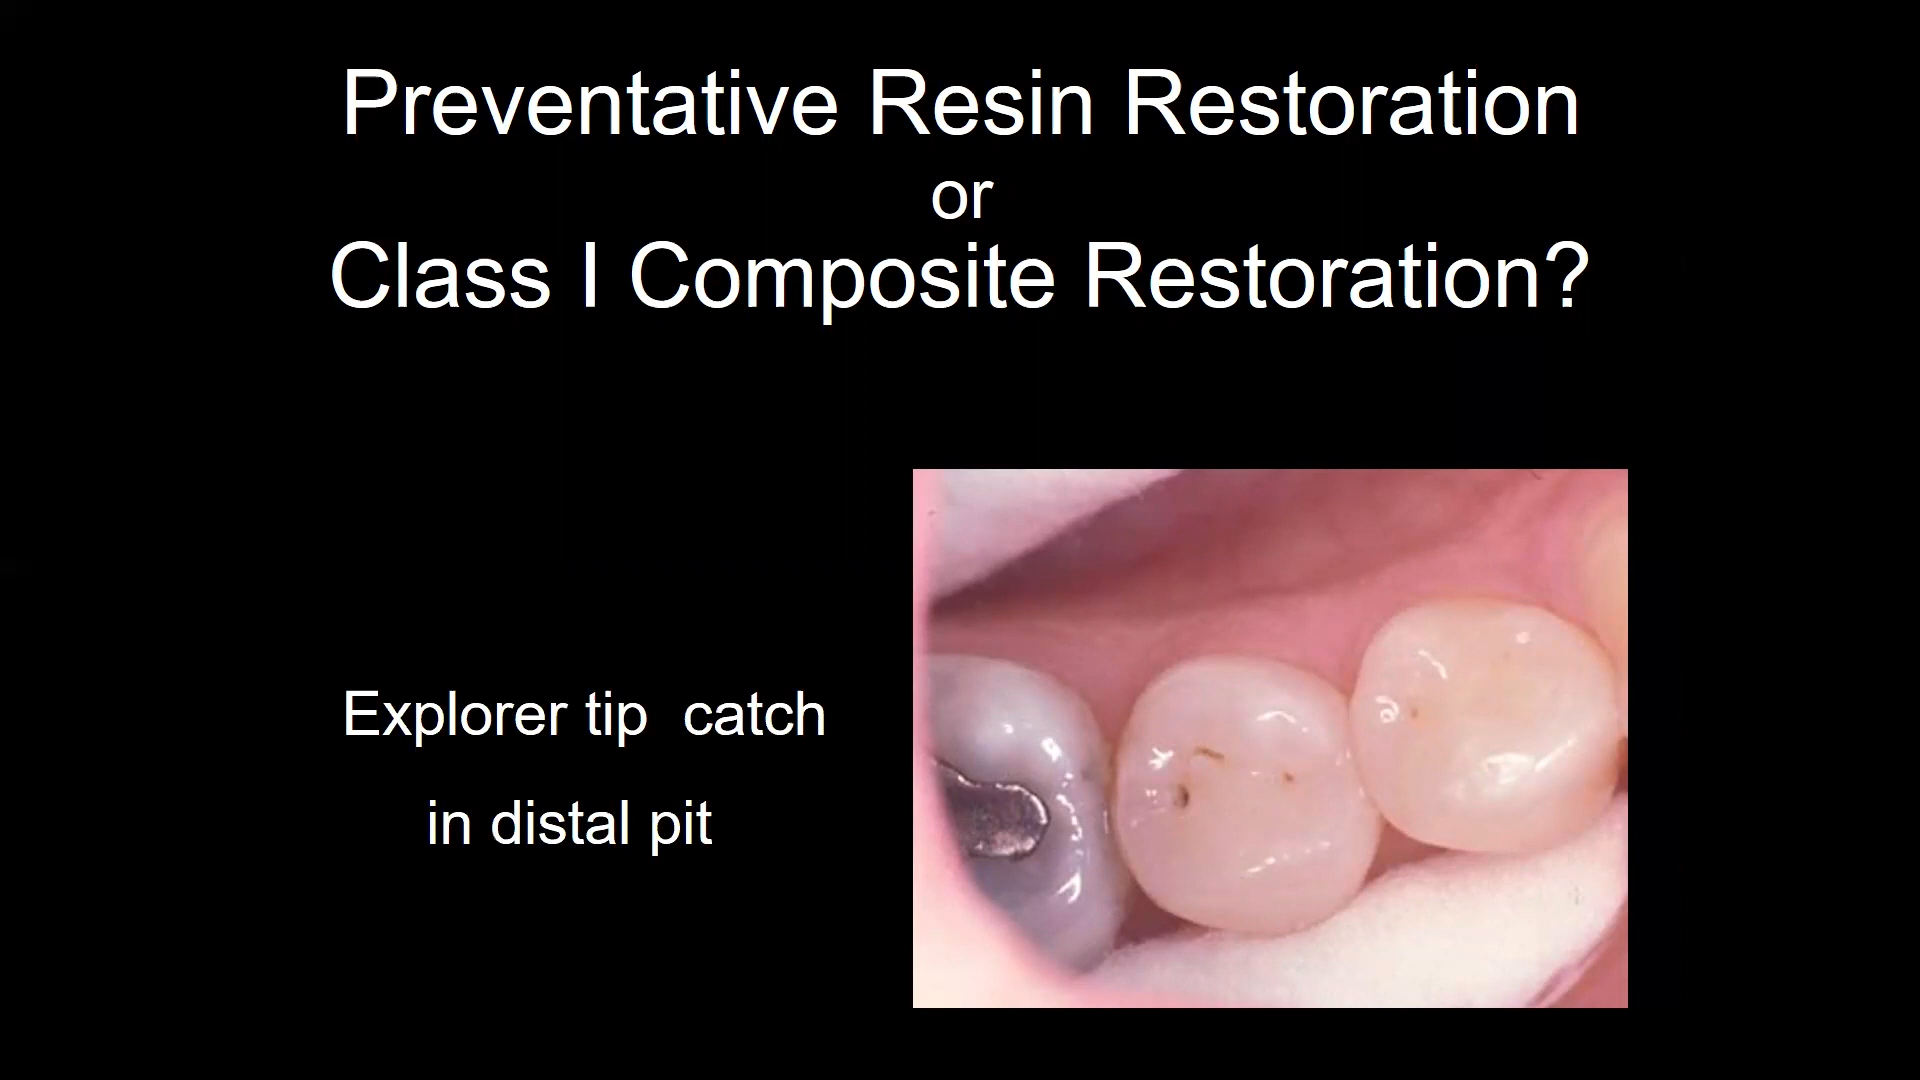 Preventative Resin Restoration
or
Class I Composite Restoration?
Explorer tip  catch
in distal pit